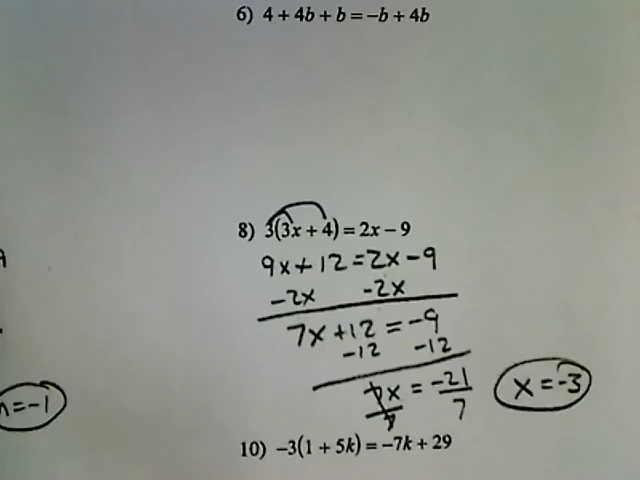 6) 4 + 4b + b = -b + 4b
8) 3(3x + 4) = 2x - 9
9x + 12 = 2x - 9
-2x -2x
7x + 12 = -9
-12 -12
7x = -21
7 7
x = -3
n = -1
10) -3(1 + 5k) = -7k + 29